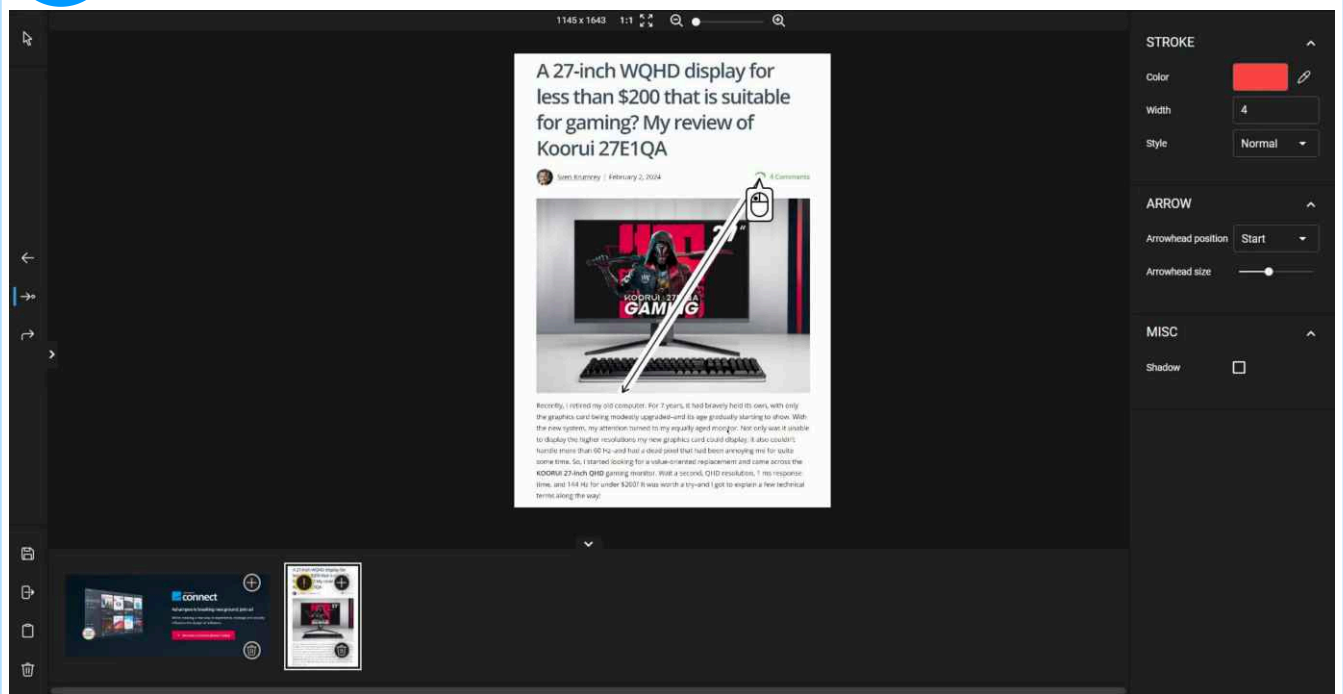 1145 x 1643 1:1
STROKE
Color
Width 4
Style Normal
ARROW
Arrowhead position Start
Arrowhead size
MISC
Shadow
A 27-inch WQHD display for
less than $200 that is suitable
for gaming? My review of
Koorui 27E1QA
Sven Krumrey | February 2, 2024 4 Comments
27"
KOORUI 27 A
GAMING
Recently, I retired my old computer. For 7 years, it had bravely held its own, with only
the graphics card being modestly upgraded–and its age gradually starting to show. With
the new system, my attention turned to my equally aged monitor. Not only was it unable
to display the higher resolutions my new graphics card could display, it also couldn't
handle more than 60 Hz–and had a dead pixel that had been annoying me for quite
some time. So, I started looking for a value-oriented replacement and came across the
KOORUI 27-inch QHD gaming monitor. Wait a second, QHD resolution, 1 ms response
time, and 144 Hz for under $200? It was worth a try–and I got to explain a few technical
terms along the way!
connect